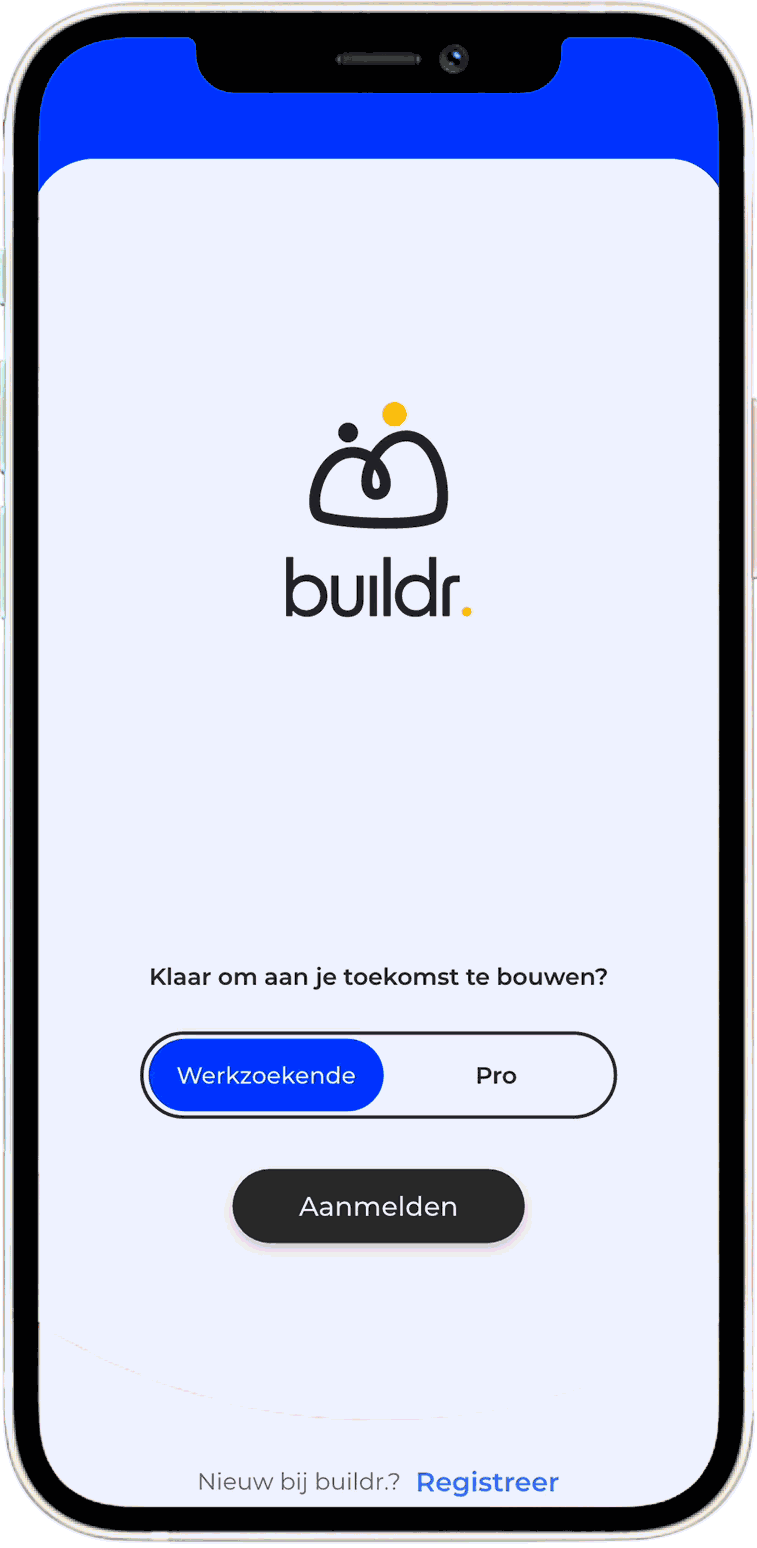 buildr.
Klaar om aan je toekomst te bouwen?
Werkzoekende Pro
Aanmelden
Nieuw bij buildr.? Registreer